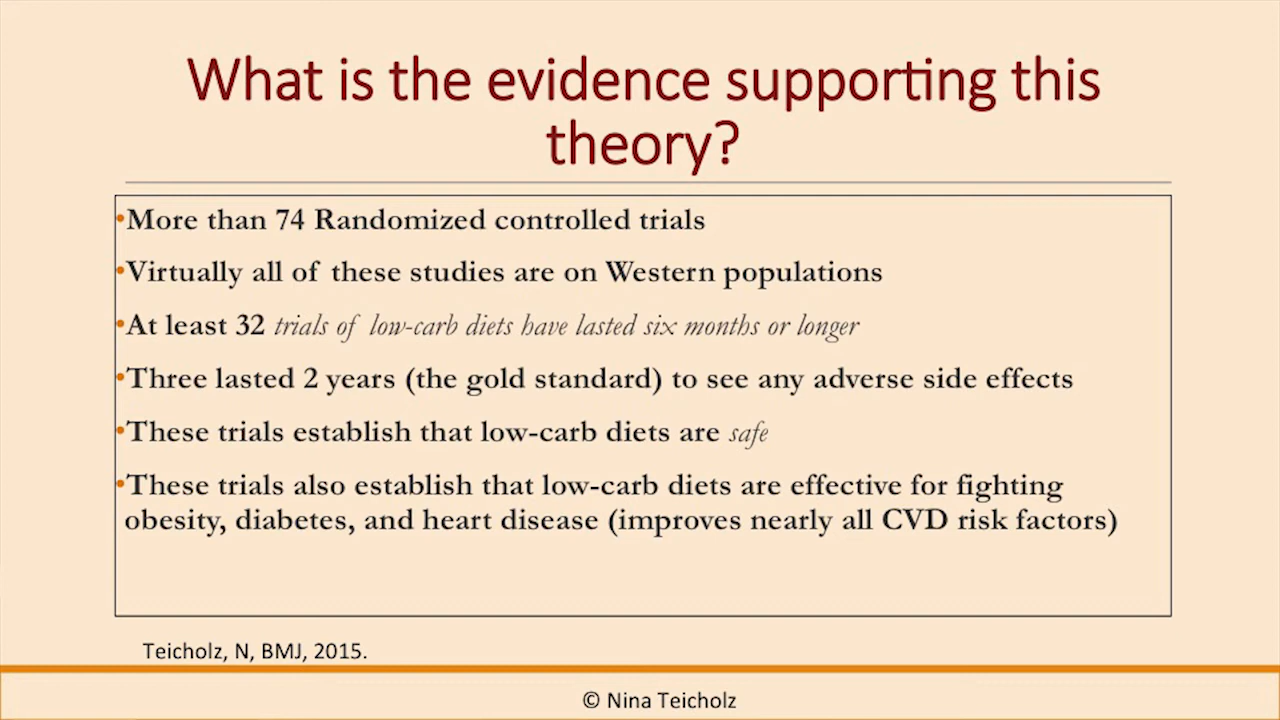 What is the evidence supporting this
theory?
•More than 74 Randomized controlled trials
•Virtually all of these studies are on Western populations
•At least 32 trials of low-carb diets have lasted six months or longer
•Three lasted 2 years (the gold standard) to see any adverse side effects
•These trials establish that low-carb diets are safe
•These trials also establish that low-carb diets are effective for fighting
obesity, diabetes, and heart disease (improves nearly all CVD risk factors)
Teicholz, N, BMJ, 2015.
© Nina Teicholz